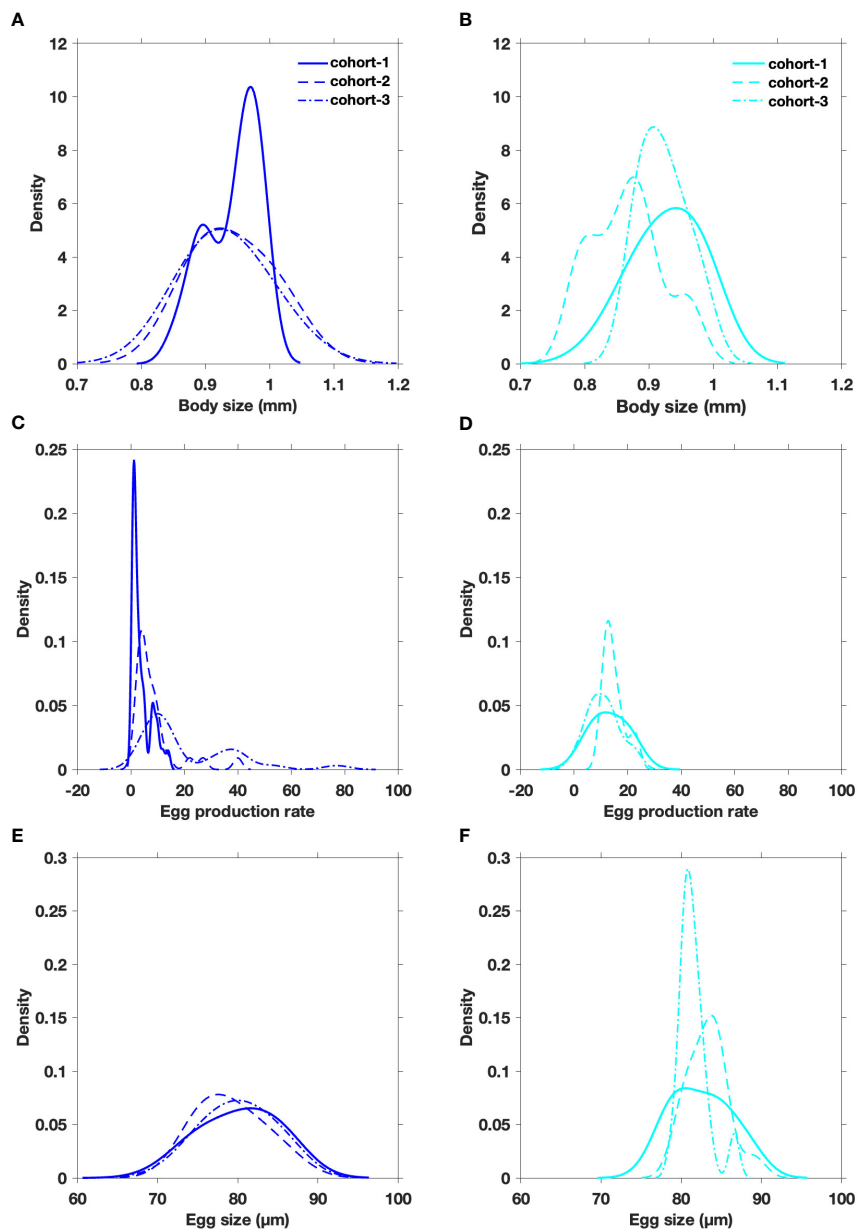 A
12
10
8
6
4
2
0
0.7 0.8 0.9 1 1.1 1.2
Density
Body size (mm)
cohort-1
cohort-2
cohort-3
B
12
10
8
6
4
2
0
0.7 0.8 0.9 1 1.1 1.2
Density
Body size (mm)
cohort-1
cohort-2
cohort-3
C
0.25
0.2
0.15
0.1
0.05
0
-20 0 20 40 60 80 100
Density
Egg production rate
D
0.25
0.2
0.15
0.1
0.05
0
-20 0 20 40 60 80 100
Density
Egg production rate
E
0.3
0.25
0.2
0.15
0.1
0.05
0
60 70 80 90 100
Density
Egg size (µm)
F
0.3
0.25
0.2
0.15
0.1
0.05
0
60 70 80 90 100
Density
Egg size (µm)